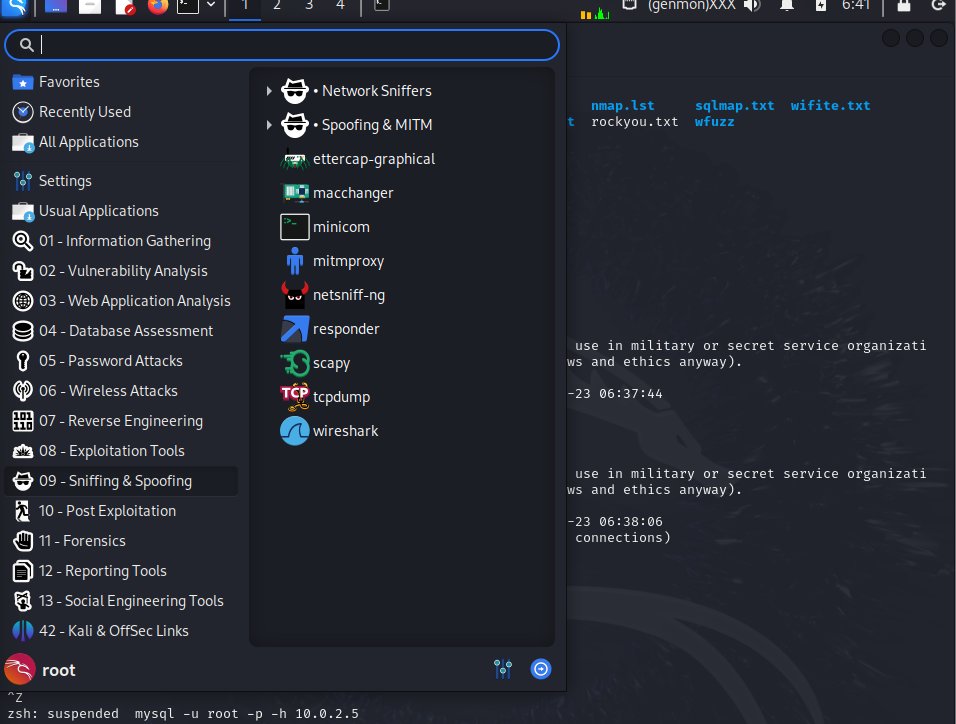 1 2 3 4 (genmon)XXX 6:41
Favorites
Recently Used
All Applications
Settings
Usual Applications
01 - Information Gathering
02 - Vulnerability Analysis
03 - Web Application Analysis
04 - Database Assessment
05 - Password Attacks
06 - Wireless Attacks
07 - Reverse Engineering
08 - Exploitation Tools
09 - Sniffing & Spoofing
10 - Post Exploitation
11 - Forensics
12 - Reporting Tools
13 - Social Engineering Tools
42 - Kali & OffSec Links
root
• Network Sniffers
• Spoofing & MITM
ettercap-graphical
macchanger
minicom
mitmproxy
netsniff-ng
responder
scapy
TCP tcpdump
wireshark
nmap.lst sqlmap.txt wifite.txt
t rockyou.txt wfuzz
use in military or secret service organizati
ws and ethics anyway).
-23 06:37:44
use in military or secret service organizati
ws and ethics anyway).
-23 06:38:06
connections)
^Z
zsh: suspended mysql -u root -p -h 10.0.2.5